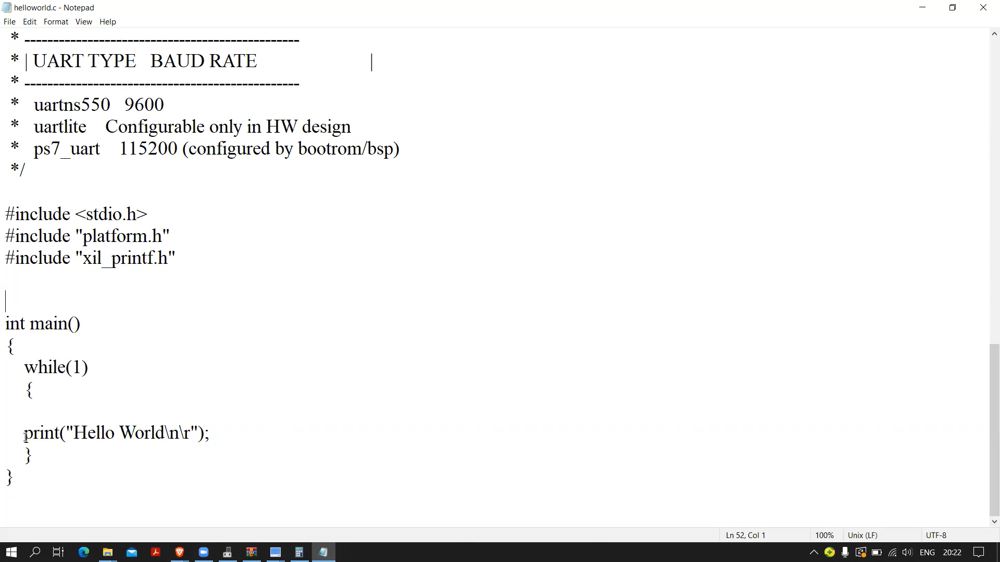 helloworld.c - Notepad
File Edit Format View Help
* ------------------------------------------------
* | UART TYPE   BAUD RATE                        |
* ------------------------------------------------
*   uartns550   9600
*   uartlite    Configurable only in HW design
*   ps7_uart    115200 (configured by bootrom/bsp)
*/
#include <stdio.h>
#include "platform.h"
#include "xil_printf.h"
int main()
{
while(1)
{
print("Hello World\n\r");
}
}
Ln 52, Col 1 100% Unix (LF) UTF-8
ENG 20:22